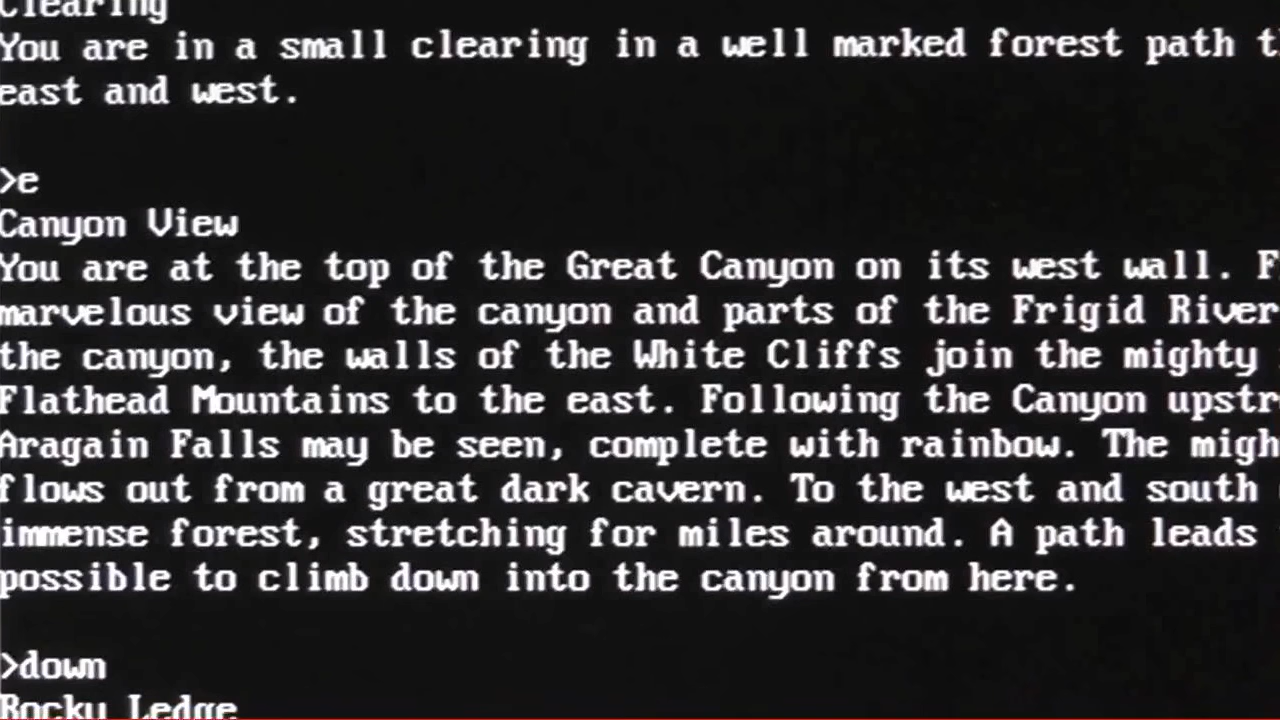 Clearing
You are in a small clearing in a well marked forest path t
east and west.
>e
Canyon View
You are at the top of the Great Canyon on its west wall. F
marvelous view of the canyon and parts of the Frigid River
the canyon, the walls of the White Cliffs join the mighty
Flathead Mountains to the east. Following the Canyon upstr
Aragain Falls may be seen, complete with rainbow. The migh
flows out from a great dark cavern. To the west and south
immense forest, stretching for miles around. A path leads
possible to climb down into the canyon from here.
>down
Rocky Ledge